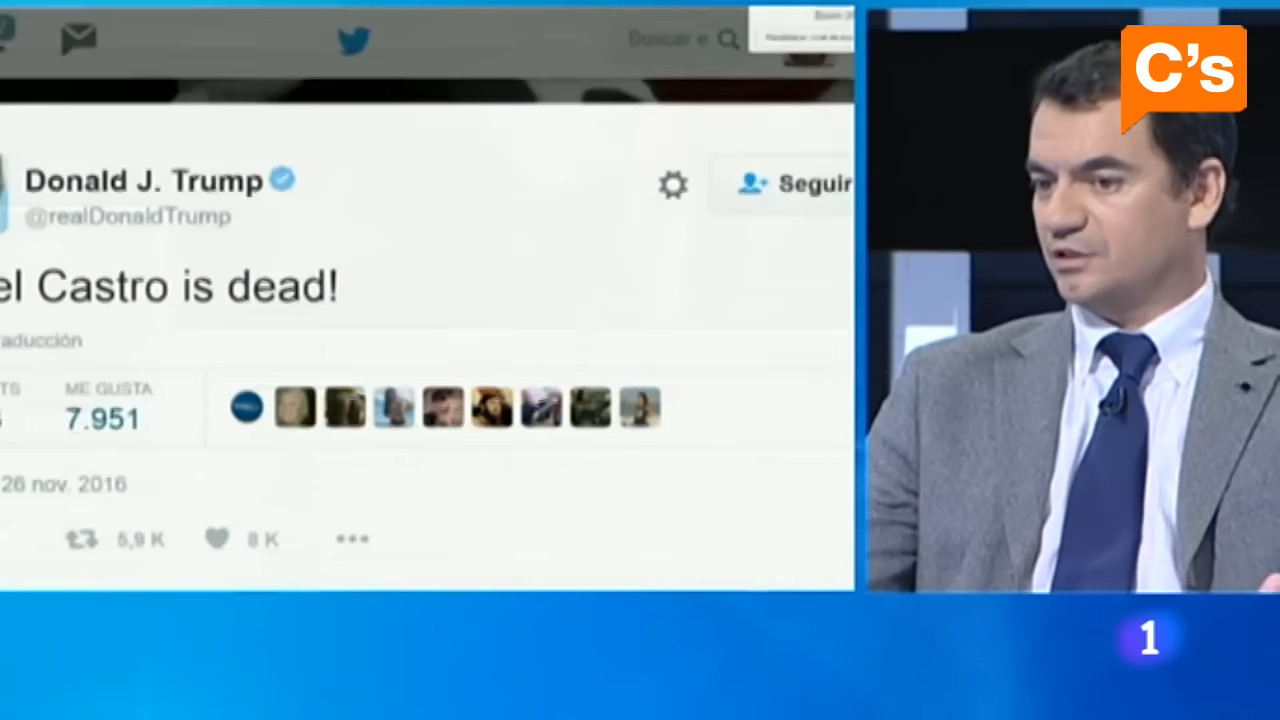 Buscar e
C's
Donald J. Trump
Seguir
@realDonaldTrump
el Castro is dead!
aducción
TS
ME GUSTA
7.951
26 nov. 2016
5,9 K
8 K
1